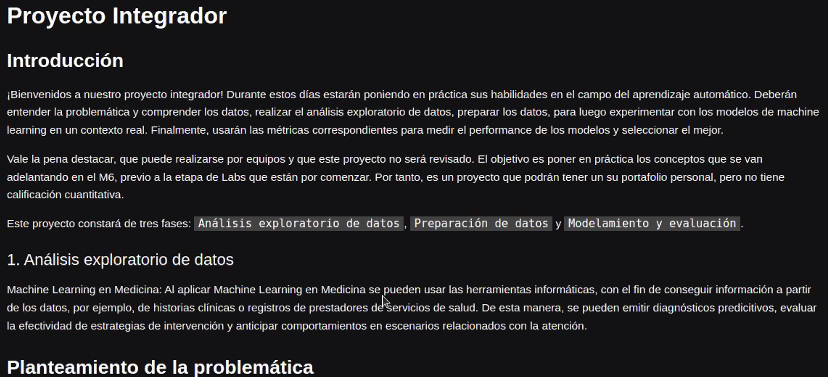 Proyecto Integrador
Introducción
¡Bienvenidos a nuestro proyecto integrador! Durante estos días estarán poniendo en práctica sus habilidades en el campo del aprendizaje automático. Deberán
entender la problemática y comprender los datos, realizar el análisis exploratorio de datos, preparar los datos, para luego experimentar con los modelos de machine
learning en un contexto real. Finalmente, usarán las métricas correspondientes para medir el performance de los modelos y seleccionar el mejor.
Vale la pena destacar, que puede realizarse por equipos y que este proyecto no será revisado. El objetivo es poner en práctica los conceptos que se van
adelantando en el M6, previo a la etapa de Labs que están por comenzar. Por tanto, es un proyecto que podrán tener un su portafolio personal, pero no tiene
calificación cuantitativa.
Este proyecto constará de tres fases: Análisis exploratorio de datos, Preparación de datos y Modelamiento y evaluación.
1. Análisis exploratorio de datos
Machine Learning en Medicina: Al aplicar Machine Learning en Medicina se pueden usar las herramientas informáticas, con el fin de conseguir información a partir
de los datos, por ejemplo, de historias clínicas o registros de prestadores de servicios de salud. De esta manera, se pueden emitir diagnósticos predicitivos, evaluar
la efectividad de estrategias de intervención y anticipar comportamientos en escenarios relacionados con la atención.
Planteamiento de la problemática